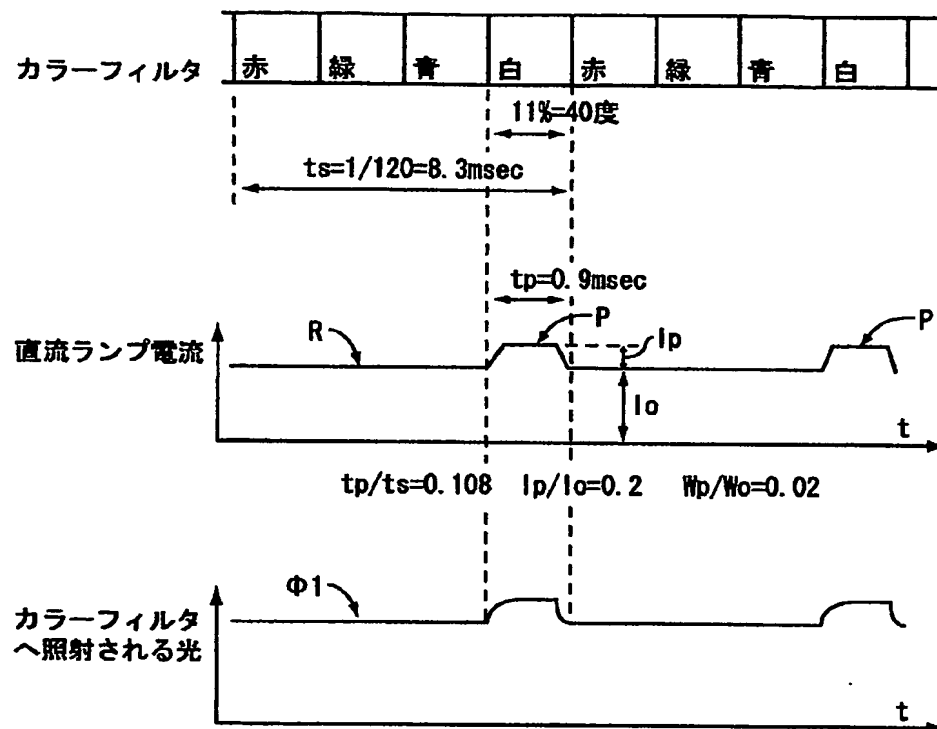 カラーフィルタ 赤 緑 青 白 赤 緑 青 白
11%=40度
ts=1/120=8.3msec
tp=0.9msec
直流ランプ電流 R P Ip P
Io
t
tp/ts=0.108 Ip/Io=0.2 Wp/Wo=0.02
Φ1
カラーフィルタ
へ照射される光
t